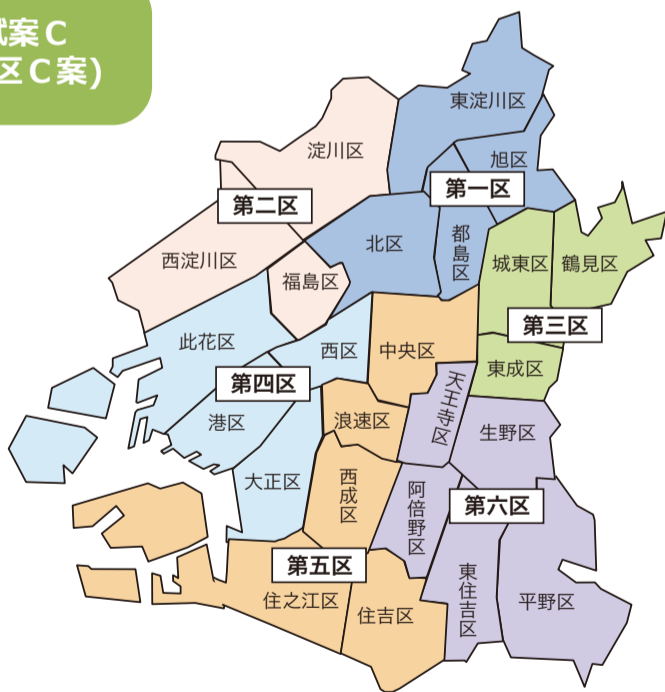 試案C
区C案)
東淀川区
淀川区
旭区
第一区
第二区
都島区
北区
西淀川区
城東区
鶴見区
福島区
第三区
此花区
西区
中央区
東成区
天王寺区
第四区
港区
浪速区
生野区
大正区
西成区
阿倍野区
第六区
第五区
東住吉区
住之江区
住吉区
平野区